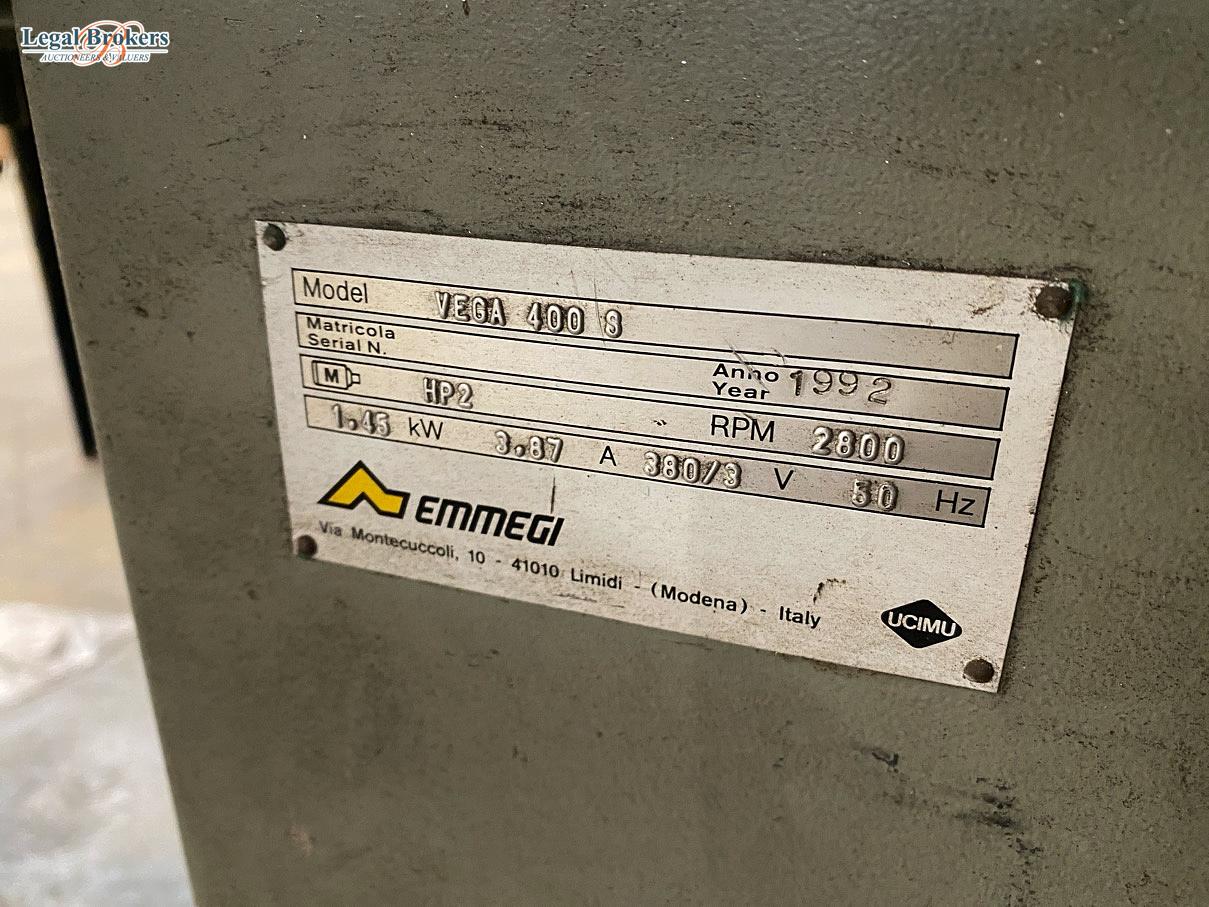 Legal Brokers
AUCTIONEERS & VALUERS
Model VEGA 400 S
Matricola
Serial N.
Anno
Year 1992
M HP2 RPM 2800
1,45 kW 3,87 A 380/3 V 50 Hz
EMMEGI
Via Montecuccoli, 10 - 41010 Limidi - (Modena) - Italy
UCIMU